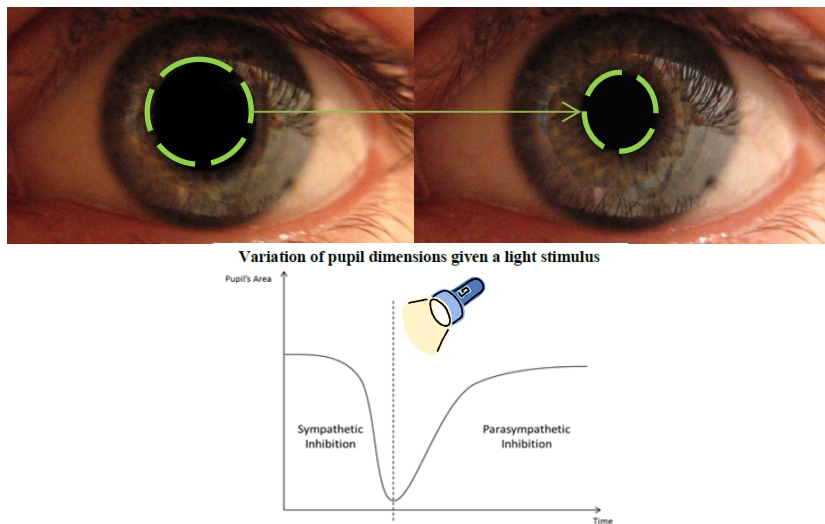 Variation of pupil dimensions given a light stimulus
Pupil's Area
Sympathetic
Inhibition
Parasympathetic
Inhibition
Time